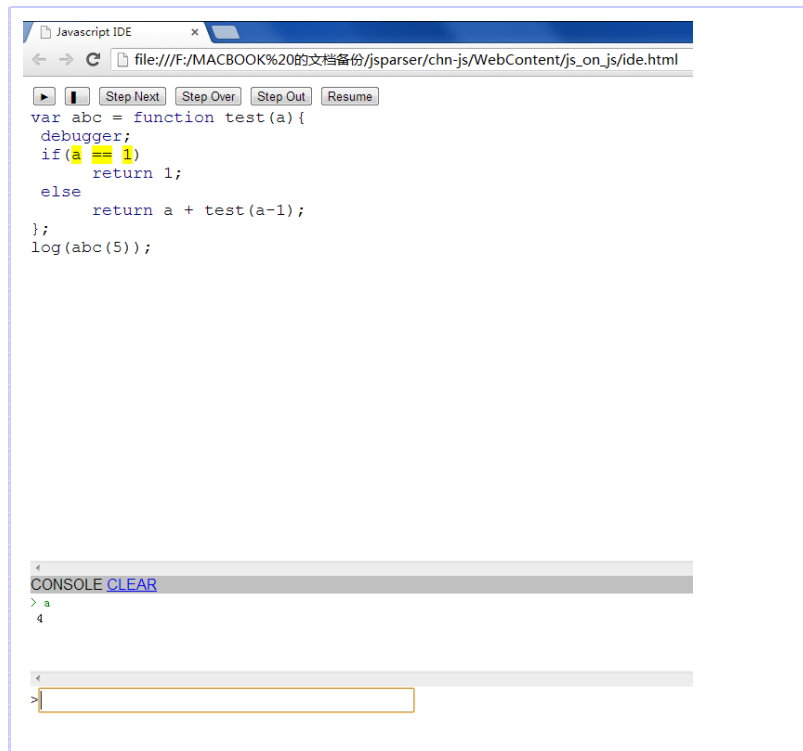 Javascript IDE ×
file:///F:/MACBOOK%20的文档备份/jsparser/chn-js/WebContent/js_on_js/ide.html
Step Next Step Over Step Out Resume
var abc = function test(a){
debugger;
if(a == 1)
return 1;
else
return a + test(a-1);
};
log(abc(5));
CONSOLE CLEAR
> a
4
>